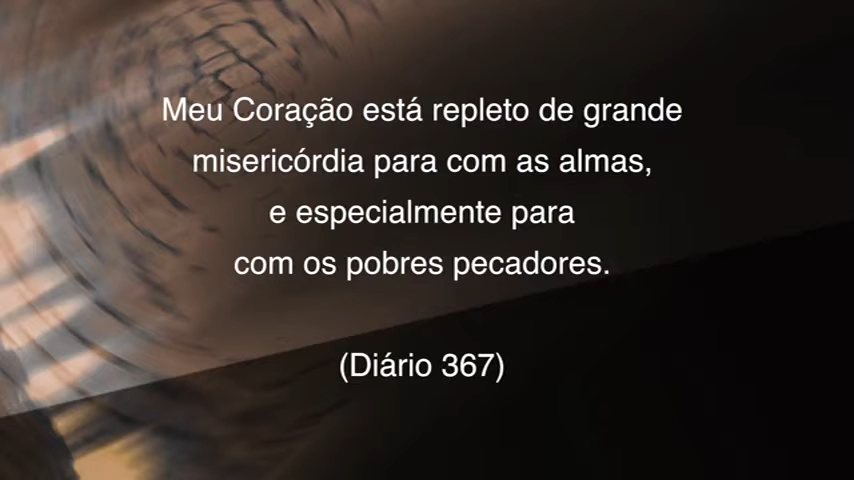 Meu Coração está repleto de grande
misericórdia para com as almas,
e especialmente para
com os pobres pecadores.
(Diário 367)